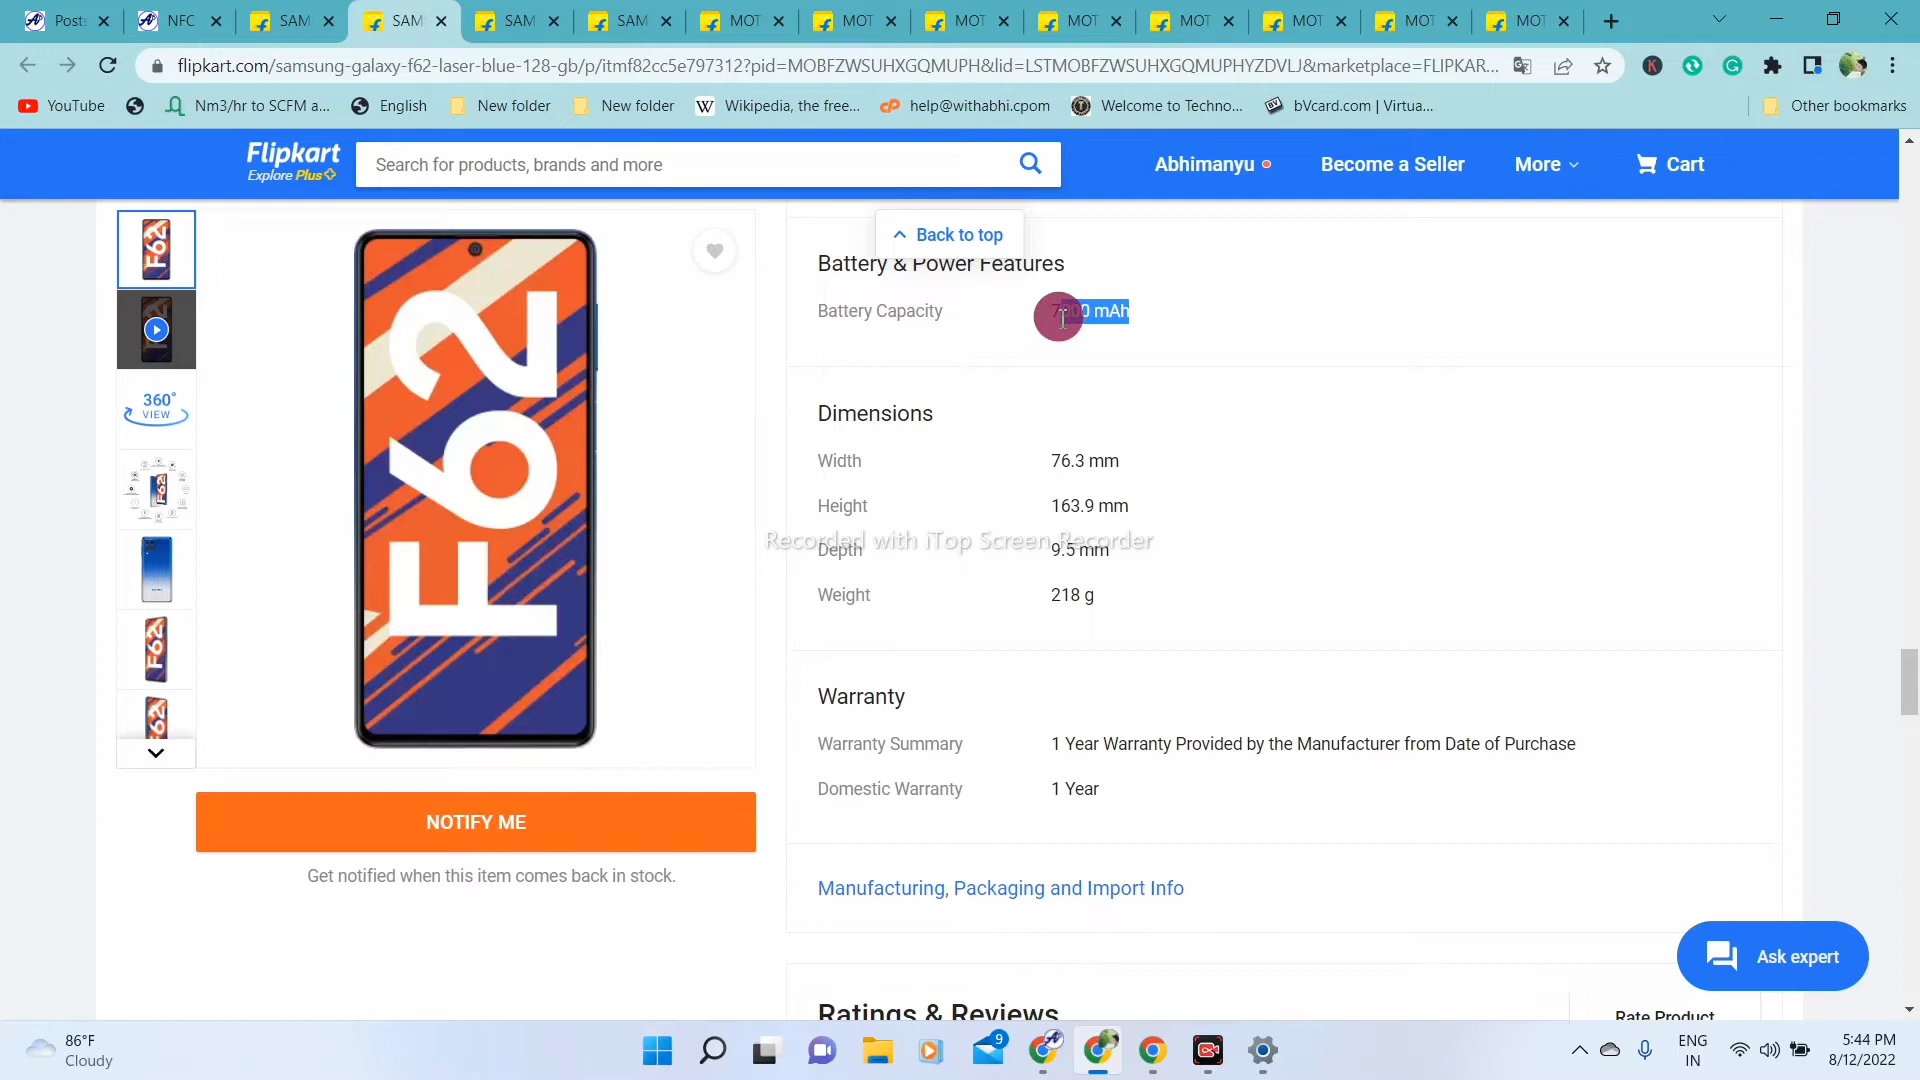 Posts
NFC
SAM
SAM
SAM
SAM
MOT
MOT
MOT
MOT
MOT
MOT
MOT
MOT
flipkart.com/samsung-galaxy-f62-laser-blue-128-gb/p/itmf82cc5e797312?pid=MOBFZWSUHXGQMUPH&lid=LSTMOBFZWSUHXGQMUPHYZDVLJ&marketplace=FLIPKAR...
YouTube
Nm3/hr to SCFM a...
English
New folder
New folder
Wikipedia, the free...
help@withabhi.cpom
Welcome to Techno...
bVcard.com | Virtua...
Other bookmarks
Flipkart
Explore Plus
Search for products, brands and more
Abhimanyu
Become a Seller
More
Cart
Back to top
Battery & Power Features
Battery Capacity
7000 mAh
Dimensions
Width
76.3 mm
Height
163.9 mm
Depth
9.5 mm
Weight
218 g
Recorded with iTop Screen Recorder
Warranty
Warranty Summary
1 Year Warranty Provided by the Manufacturer from Date of Purchase
Domestic Warranty
1 Year
Manufacturing, Packaging and Import Info
Ratings & Reviews
Rate Product
F62
360°
VIEW
F62
F62
F62
F62
NOTIFY ME
Get notified when this item comes back in stock.
Ask expert
86°F
Cloudy
9
ENG
IN
5:44 PM
8/12/2022